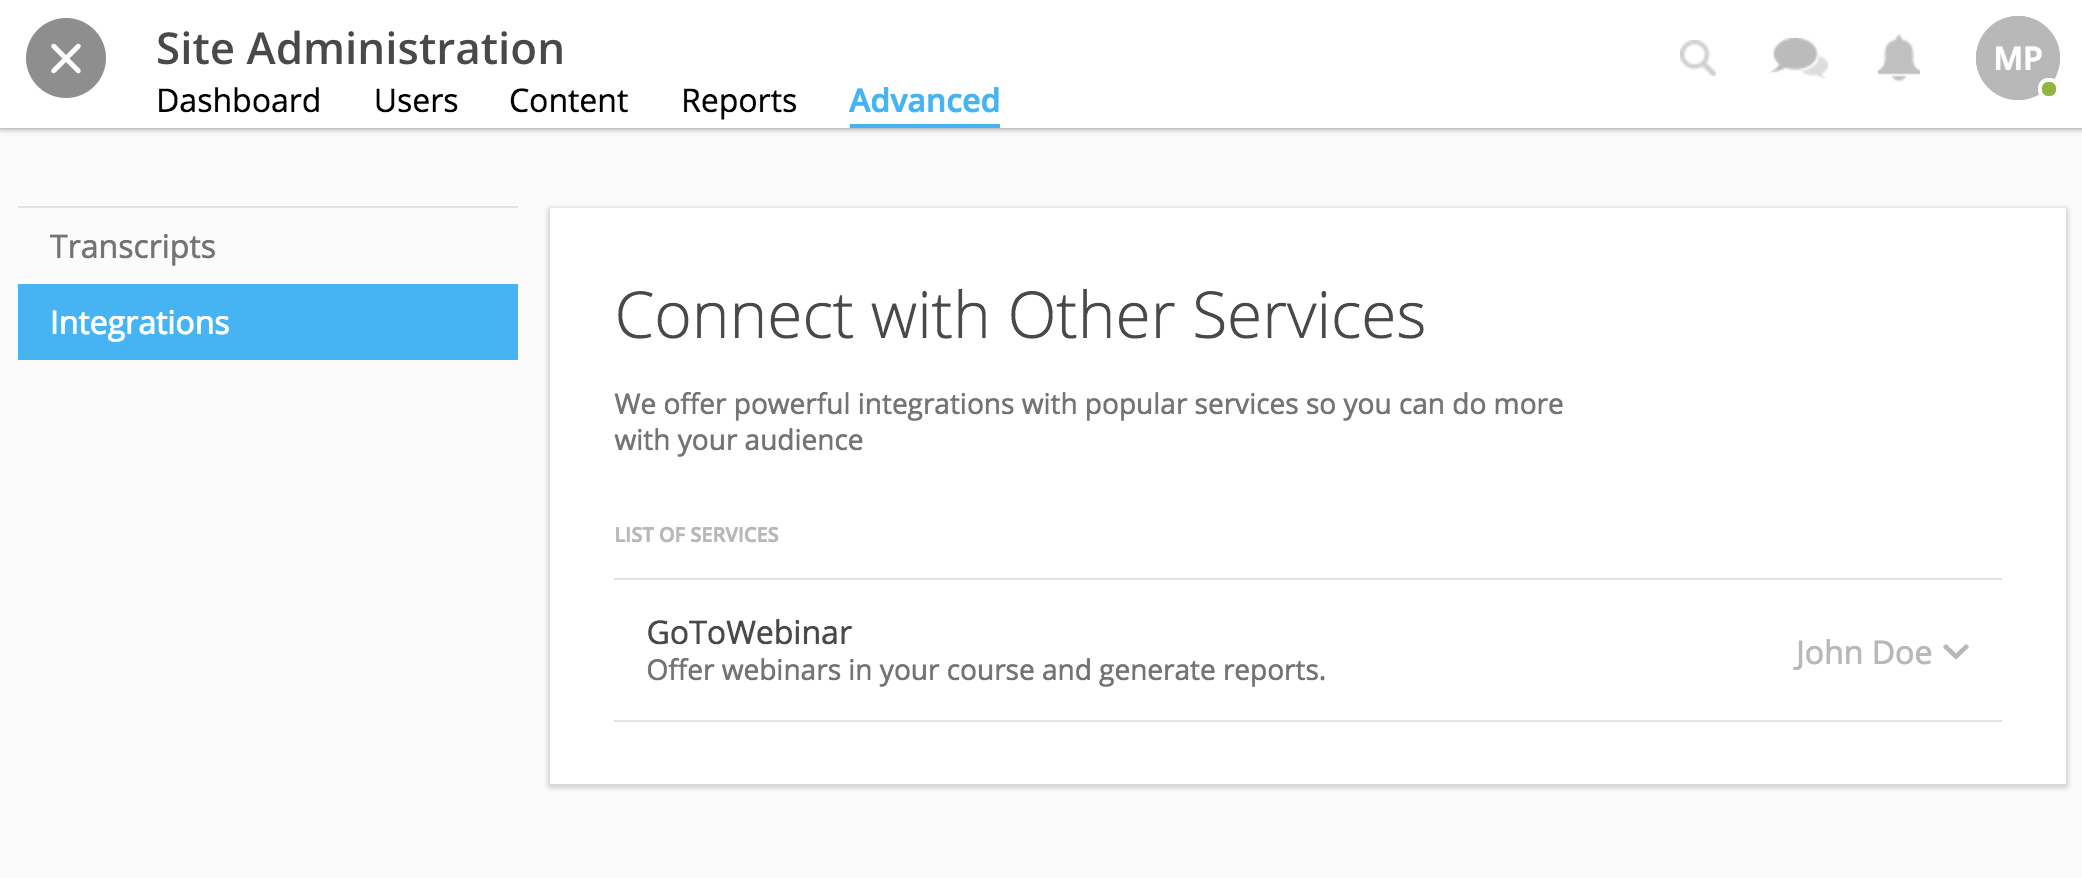 Site Administration
MP
Dashboard Users Content Reports Advanced
Transcripts
Integrations
Connect with Other Services
We offer powerful integrations with popular services so you can do more
with your audience
LIST OF SERVICES
GoToWebinar
Offer webinars in your course and generate reports.
John Doe